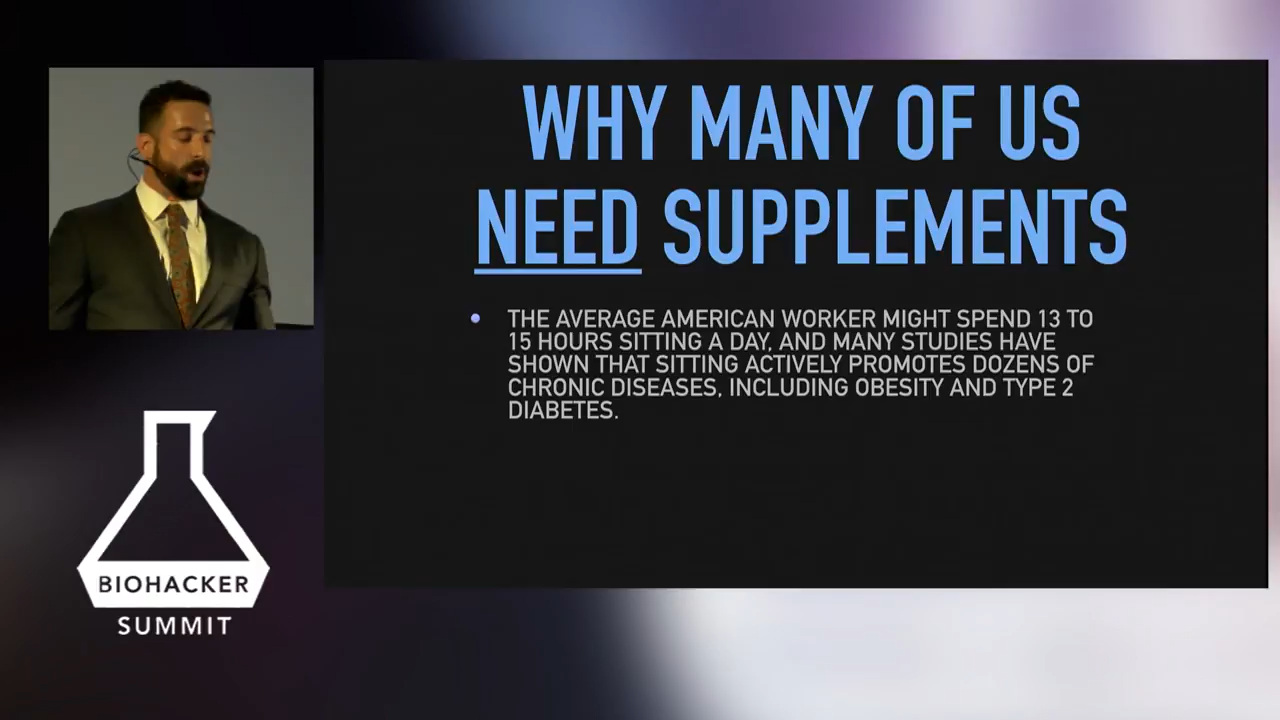 WHY MANY OF US
NEED SUPPLEMENTS
• THE AVERAGE AMERICAN WORKER MIGHT SPEND 13 TO
15 HOURS SITTING A DAY, AND MANY STUDIES HAVE
SHOWN THAT SITTING ACTIVELY PROMOTES DOZENS OF
CHRONIC DISEASES, INCLUDING OBESITY AND TYPE 2
DIABETES.
BIOHACKER
SUMMIT